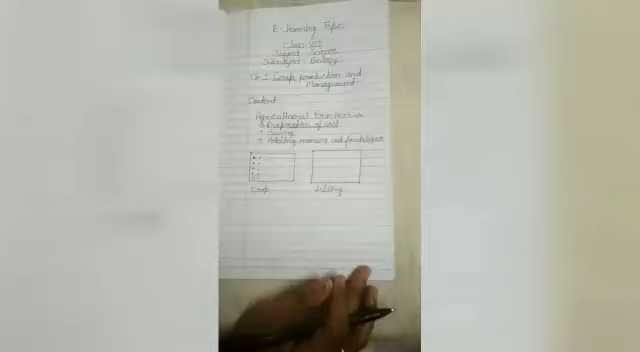 E-learning Topic
Class VIII
Subject Science
Subsubject - Biology
Ch 1 Crop production and
Management
Content
Agricultural Practices
Preparation of soil
Sowing
Adding manure and fertilizers
Crop